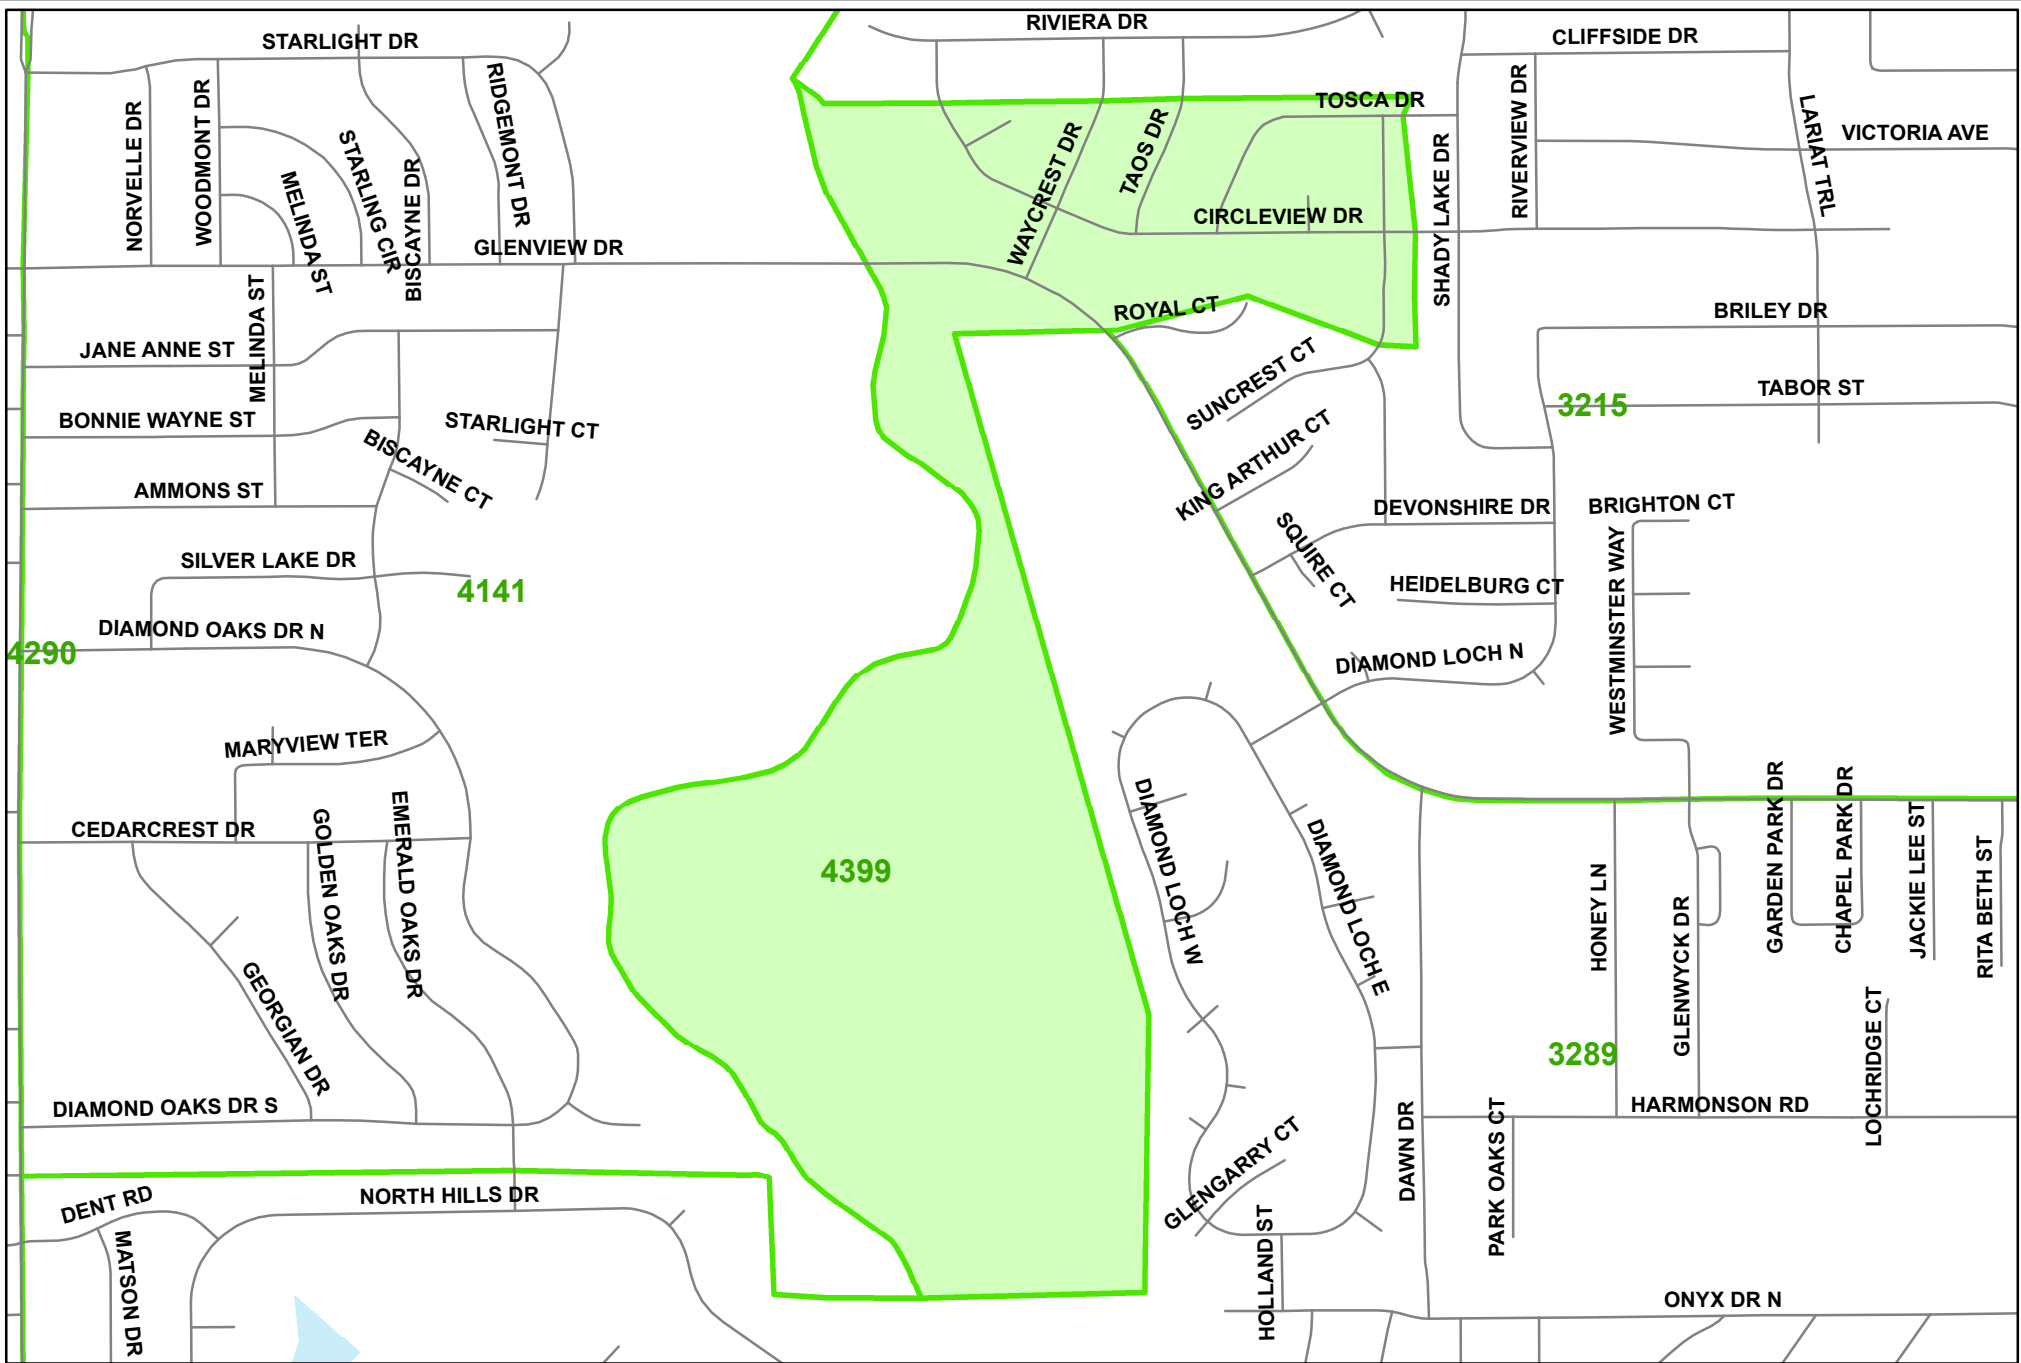 RIVIERA DR
STARLIGHT DR
CLIFFSIDE DR
RIDGEMONT DR
NORVELLE DR
WOODMONT DR
STARLING CIR
MELINDA ST
BISCAYNE DR
TOSCA DR
WAYCREST DR
TAOS DR
SHADY LAKE DR
RIVERVIEW DR
LARIAT TRL
VICTORIA AVE
CIRCLEVIEW DR
GLENVIEW DR
MELINDA ST
ROYAL CT
BRILEY DR
JANE ANNE ST
SUNCREST CT
TABOR ST
3215
BONNIE WAYNE ST
STARLIGHT CT
BISCAYNE CT
KING ARTHUR CT
AMMONS ST
DEVONSHIRE DR
BRIGHTON CT
SQUIRE CT
WESTMINSTER WAY
SILVER LAKE DR
4141
HEIDELBURG CT
DIAMOND OAKS DR N
4290
DIAMOND LOCH N
MARYVIEW TER
CEDARCREST DR
GOLDEN OAKS DR
EMERALD OAKS DR
4399
DIAMOND LOCH W
DIAMOND LOCH E
GARDEN PARK DR
CHAPEL PARK DR
JACKIE LEE ST
RITA BETH ST
HONEY LN
GLENWYCK DR
GEORGIAN DR
3289
LOCHRIDGE CT
DIAMOND OAKS DR S
HARMONSON RD
DAWN DR
PARK OAKS CT
GLENGARRY CT
DENT RD
NORTH HILLS DR
MATSON DR
HOLLAND ST
ONYX DR N